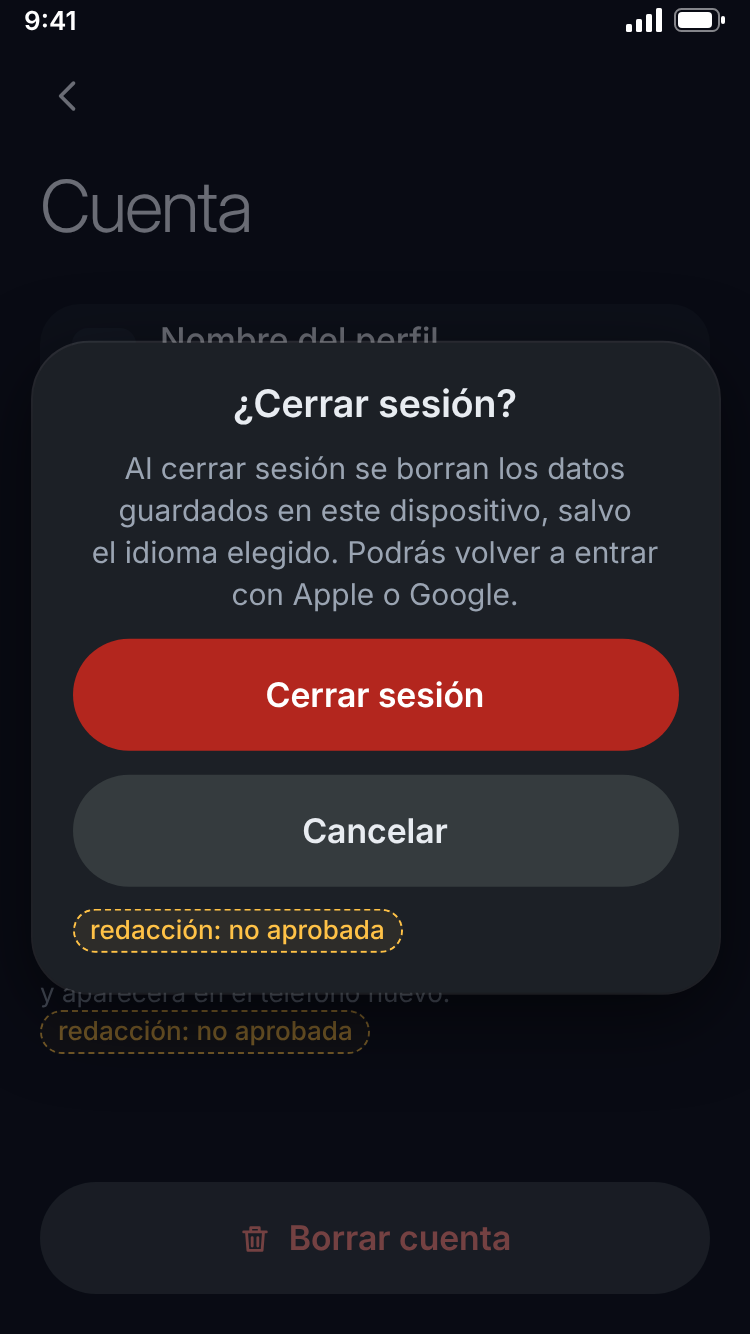 9:41
Cuenta
Nombre del perfil
¿Cerrar sesión?
Al cerrar sesión se borran los datos
guardados en este dispositivo, salvo
el idioma elegido. Podrás volver a entrar
con Apple o Google.
Cerrar sesión
Cancelar
redacción: no aprobada
y aparecerá en el teléfono nuevo.
redacción: no aprobada
Borrar cuenta